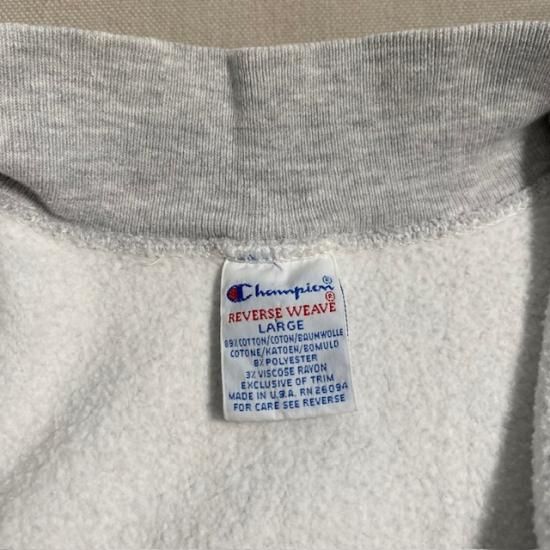 Champion®
REVERSE WEAVE®
LARGE
89% COTTON/COTON/BAUMWOLLE
COTONE/KATOEN/BOMULD
8% POLYESTER
3% VISCOSE RAYON
EXCLUSIVE OF TRIM
MADE IN U.S.A. RN 26094
FOR CARE SEE REVERSE